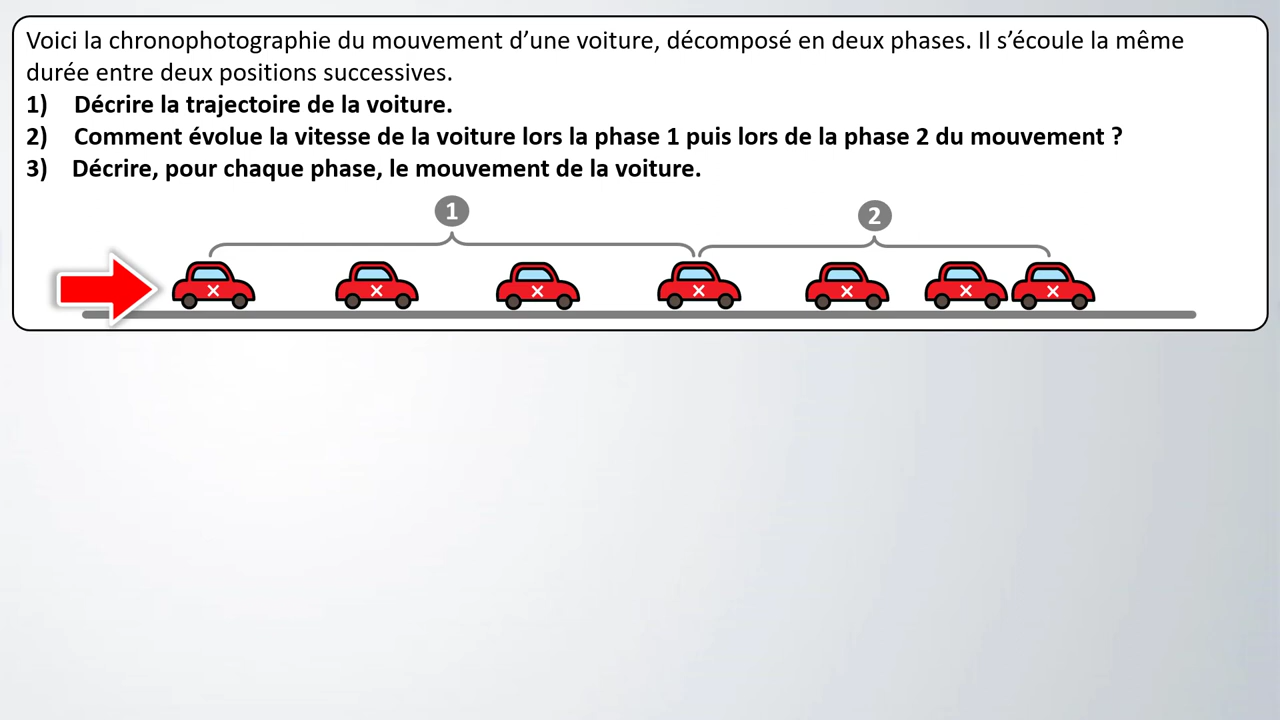 Voici la chronophotographie du mouvement d’une voiture, décomposé en deux phases. Il s’écoule la même
durée entre deux positions successives.
1) Décrire la trajectoire de la voiture.
2) Comment évolue la vitesse de la voiture lors la phase 1 puis lors de la phase 2 du mouvement ?
3) Décrire, pour chaque phase, le mouvement de la voiture.
1
2